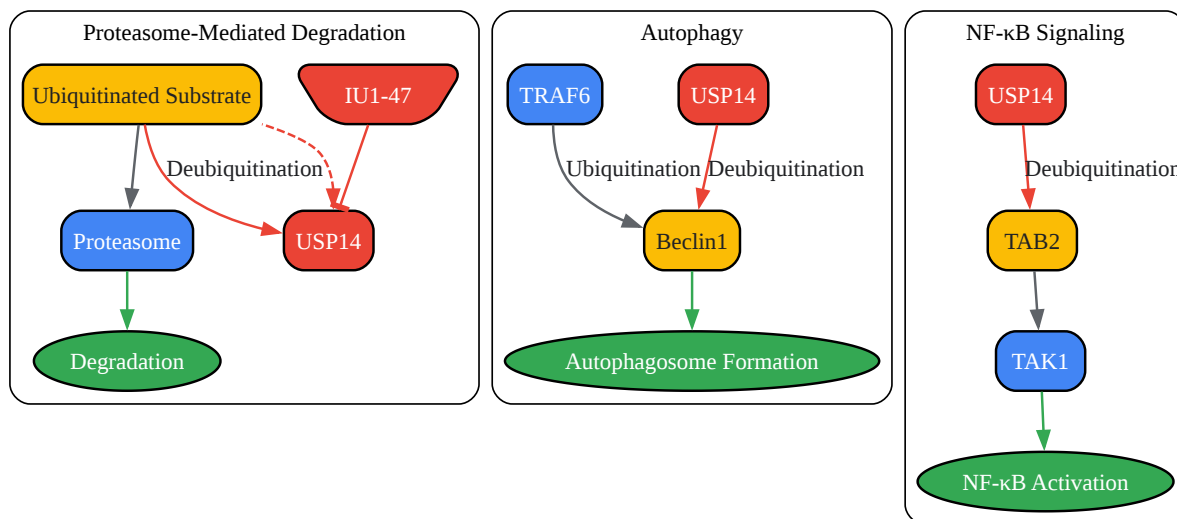 Proteasome-Mediated Degradation
Ubiquitinated Substrate
IU1-47
Deubiquitination
Proteasome
USP14
Degradation
Autophagy
TRAF6
USP14
Ubiquitination
Deubiquitination
Beclin1
Autophagosome Formation
NF-κB Signaling
USP14
Deubiquitination
TAB2
TAK1
NF-κB Activation